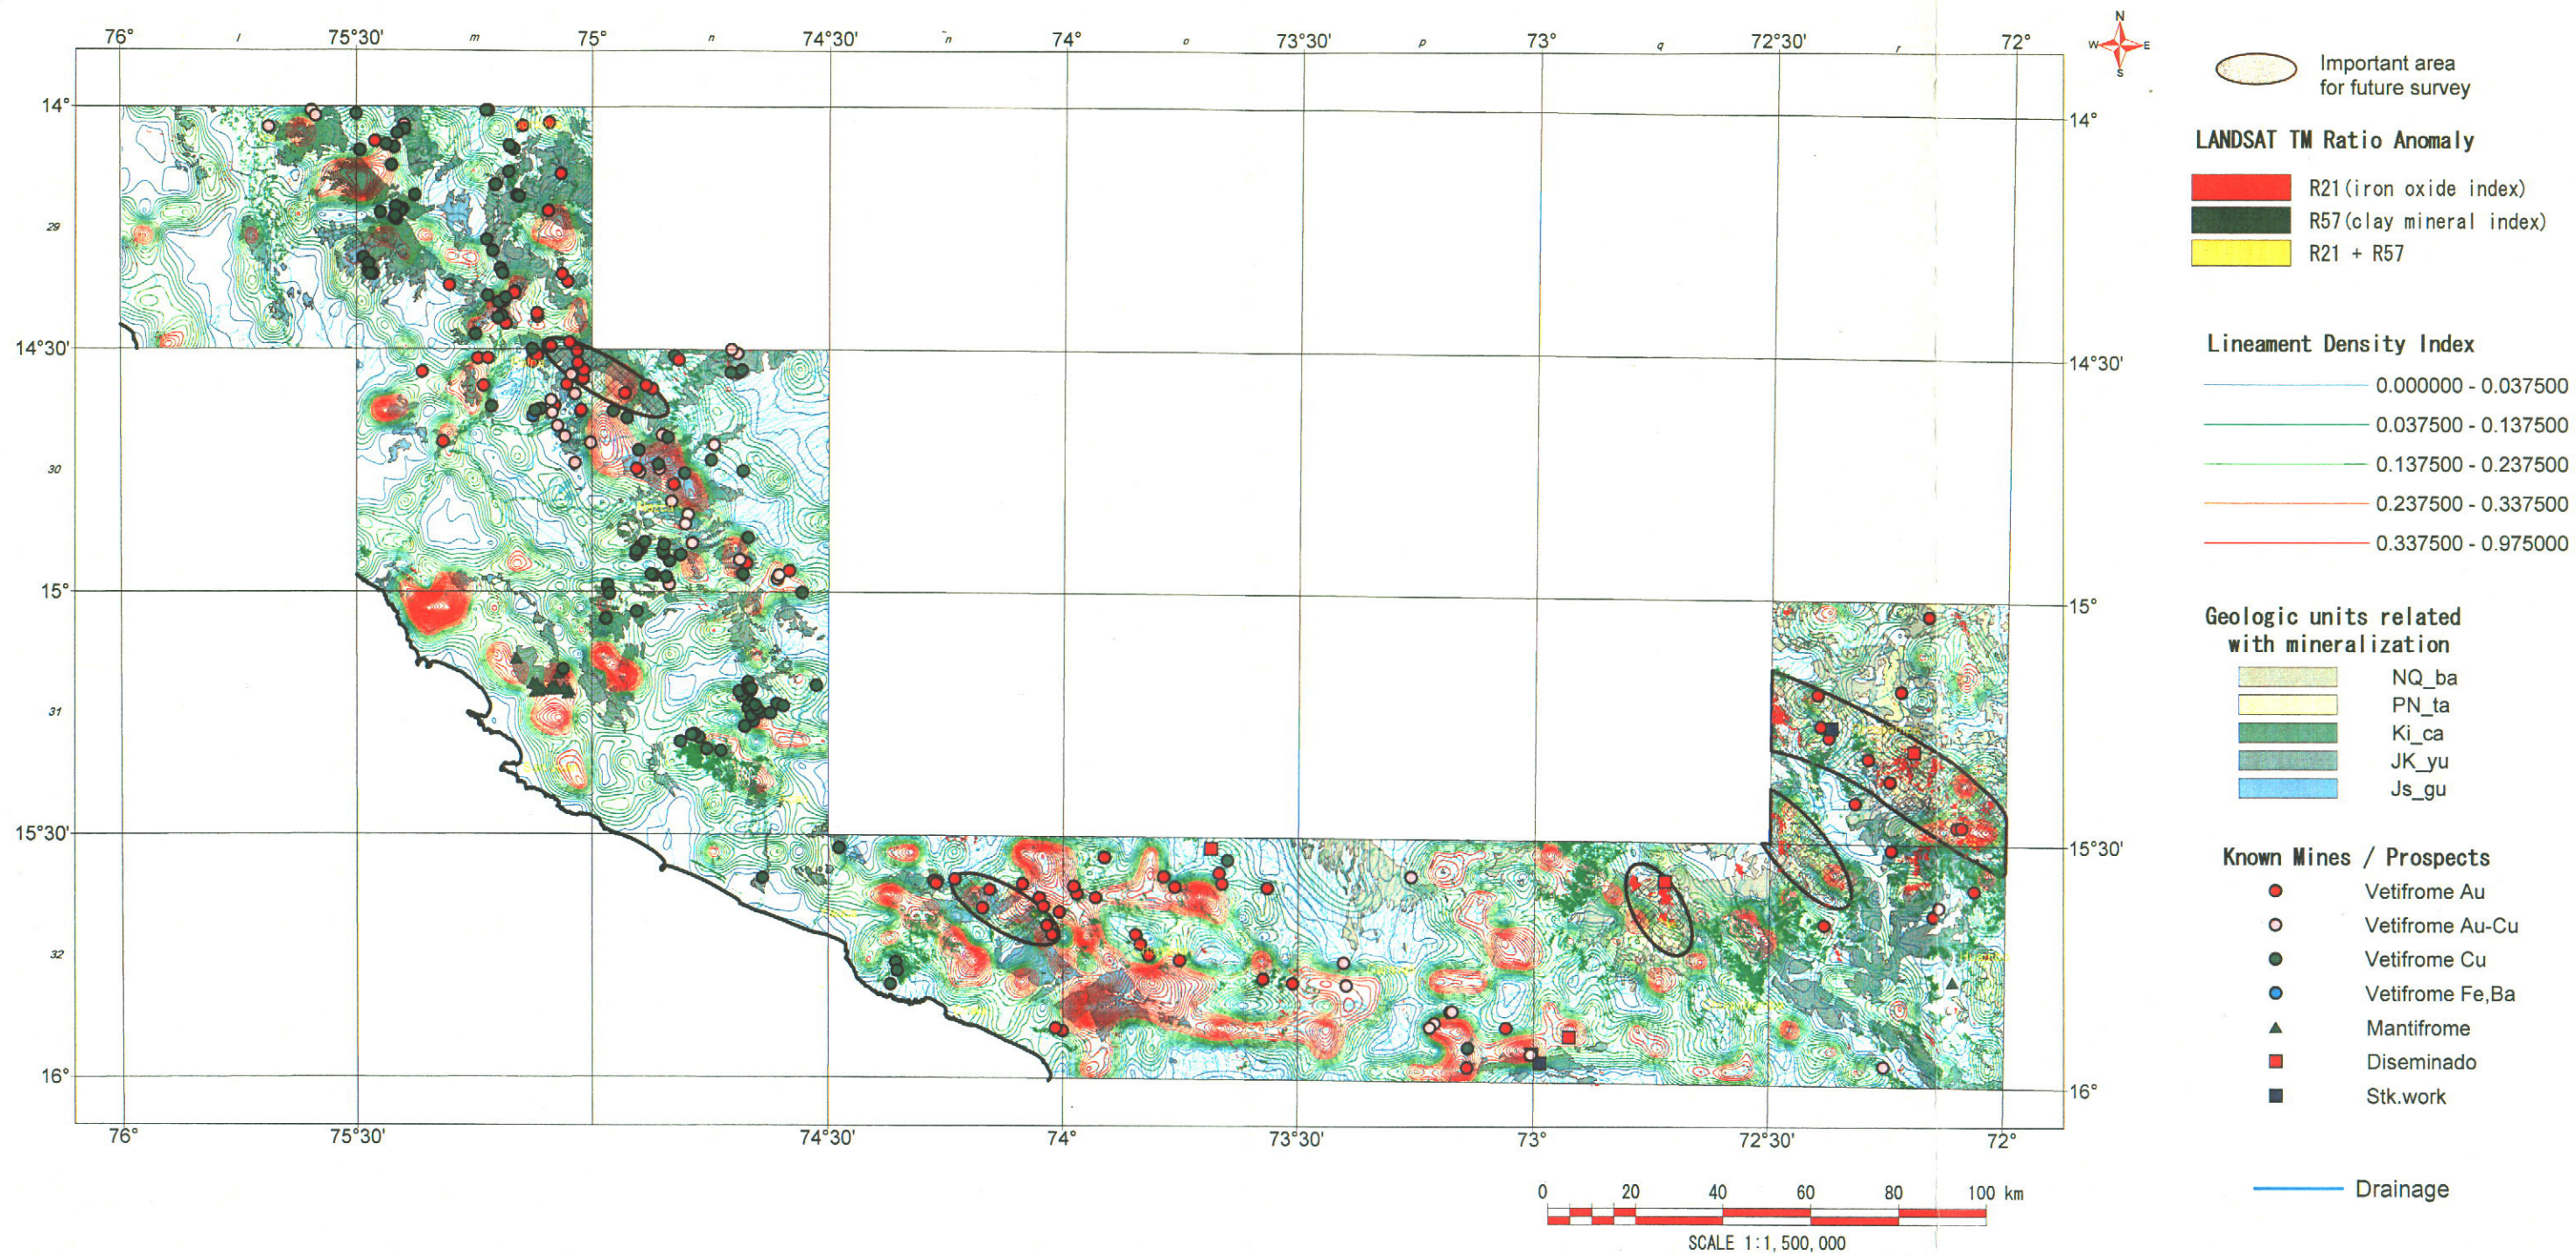 76° l 75°30' m 75° n 74°30' ñ 74° o 73°30' p 73° q 72°30' r 72°
N
W E
S
14° 14°
29
14°30' 14°30'
30
15° 15°
31
15°30' 15°30'
32
16° 16°
76° 75°30' 75° 74°30' 74° 73°30' 73° 72°30' 72°
Important area
for future survey
LANDSAT TM Ratio Anomaly
R21(iron oxide index)
R57(clay mineral index)
R21 + R57
Lineament Density Index
0.000000 - 0.037500
0.037500 - 0.137500
0.137500 - 0.237500
0.237500 - 0.337500
0.337500 - 0.975000
Geologic units related
with mineralization
NQ_ba
PN_ta
Ki_ca
JK_yu
Js_gu
Known Mines / Prospects
Vetifrome Au
Vetifrome Au-Cu
Vetifrome Cu
Vetifrome Fe,Ba
Mantifrome
Diseminado
Stk.work
Drainage
0 20 40 60 80 100 km
SCALE 1:1,500,000